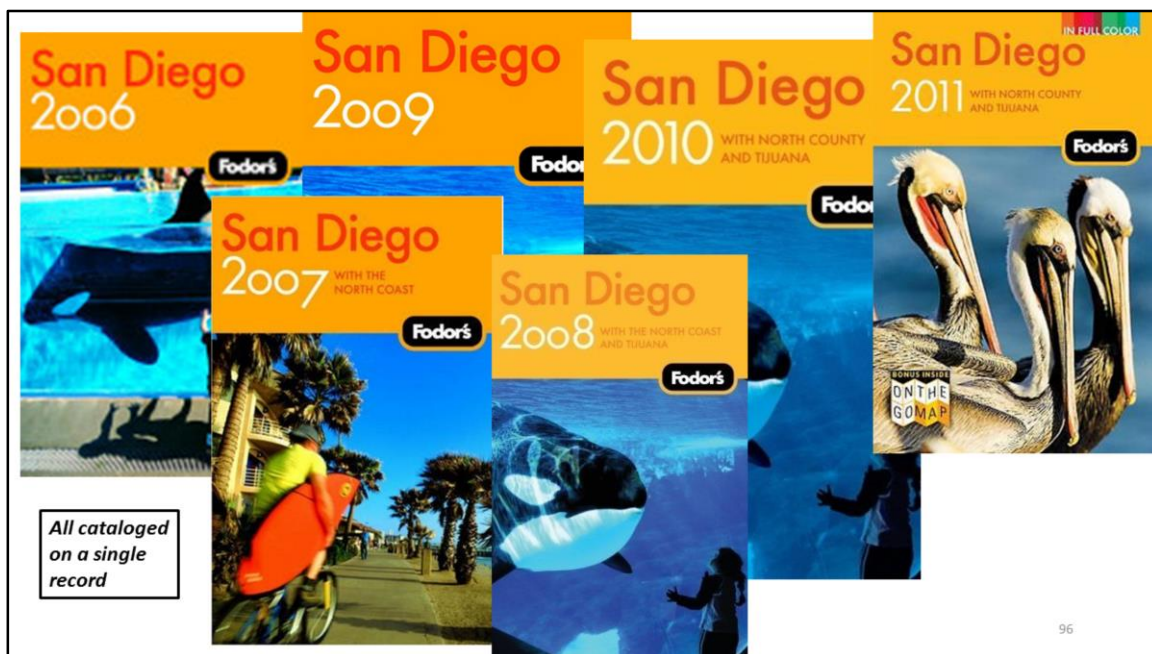 San Diego
2006
Fodor's
San Diego
2009
San Diego
2010 WITH NORTH COUNTY
AND TIJUANA
IN FULL COLOR
San Diego
2011 WITH NORTH COUNTY
AND TIJUANA
Fodor's
BONUS INSIDE
ON THE
GO MAP
San Diego
2007 WITH THE
NORTH COAST
Fodor's
San Diego
2008 WITH THE NORTH COAST
AND TIJUANA
Fodor's
All cataloged
on a single
record
96